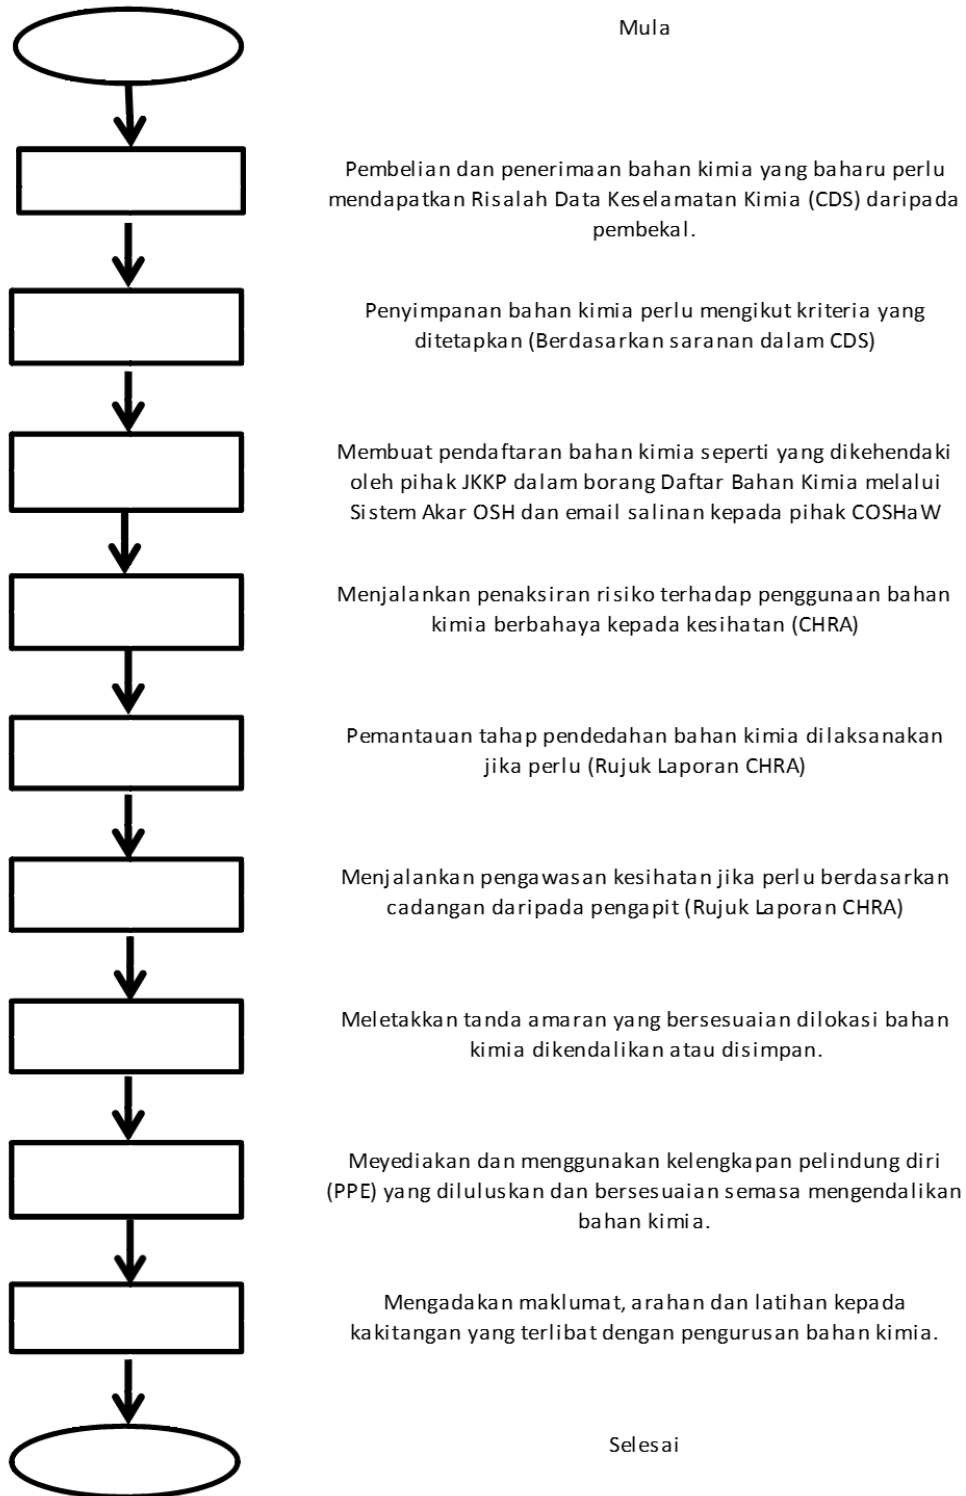 Mula
Pembelian dan penerimaan bahan kimia yang baharu perlu
mendapatkan Risalah Data Keselamatan Kimia (CDS) daripada
pembekal.
Penyimpanan bahan kimia perlu mengikut kriteria yang
ditetapkan (Berdasarkan saranan dalam CDS)
Membuat pendaftaran bahan kimia seperti yang dikehendaki
oleh pihak JKKP dalam borang Daftar Bahan Kimia melalui
Sistem Akar OSH dan email salinan kepada pihak COSHaW
Menjalankan penaksiran risiko terhadap penggunaan bahan
kimia berbahaya kepada kesihatan (CHRA)
Pemantauan tahap pendedahan bahan kimia dilaksanakan
jika perlu (Rujuk Laporan CHRA)
Menjalankan pengawasan kesihatan jika perlu berdasarkan
cadangan daripada pengapit (Rujuk Laporan CHRA)
Meletakkan tanda amaran yang bersesuaian dilokasi bahan
kimia dikendalikan atau disimpan.
Meyediakan dan menggunakan kelengkapan pelindung diri
(PPE) yang diluluskan dan bersesuaian semasa mengendalikan
bahan kimia.
Mengadakan maklumat, arahan dan latihan kepada
kakitangan yang terlibat dengan pengurusan bahan kimia.
Selesai